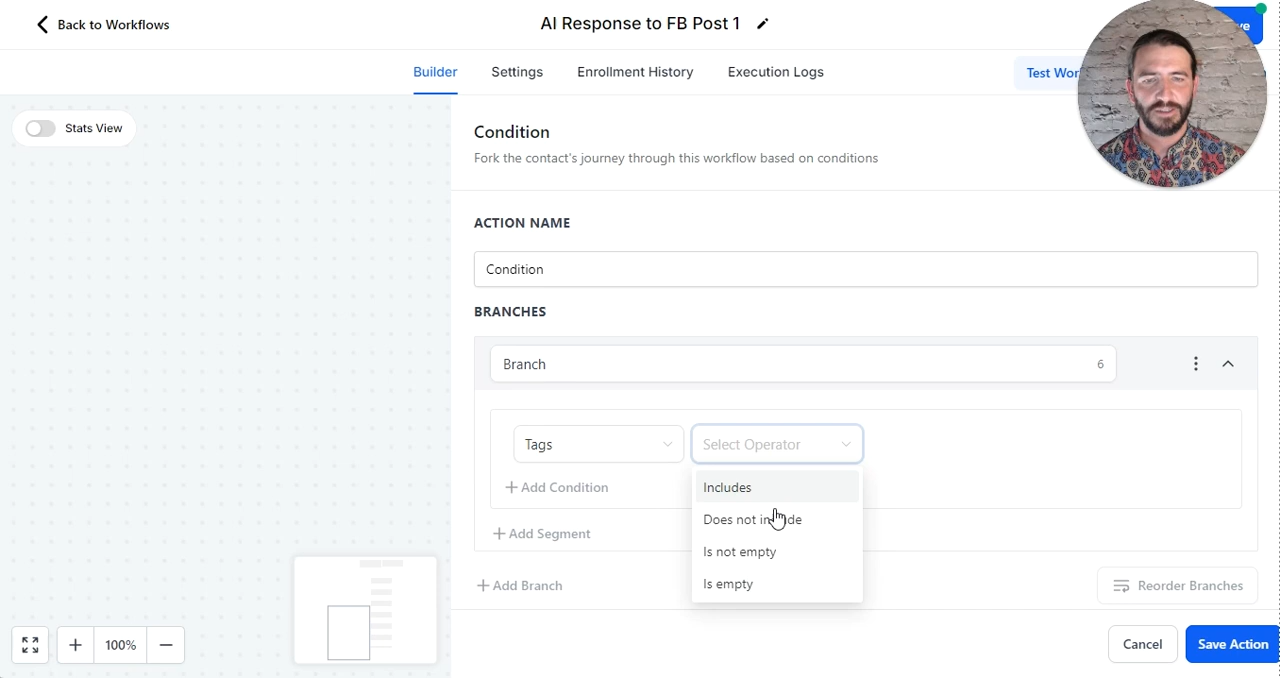 Back to Workflows
AI Response to FB Post 1
Builder
Settings
Enrollment History
Execution Logs
Stats View
Condition
Fork the contact's journey through this workflow based on conditions
ACTION NAME
Condition
BRANCHES
Branch 6
Tags
Select Operator
Includes
+ Add Condition
Does not include
+ Add Segment
Is not empty
Is empty
+ Add Branch
Reorder Branches
100%
Cancel
Save Action